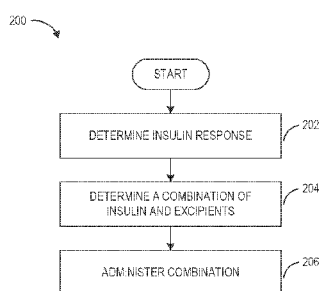 200
START
DETERMINE INSULIN RESPONSE
202
DETERMINE A COMBINATION OF
INSULIN AND EXCIPIENTS
204
ADMINISTER COMBINATION
206